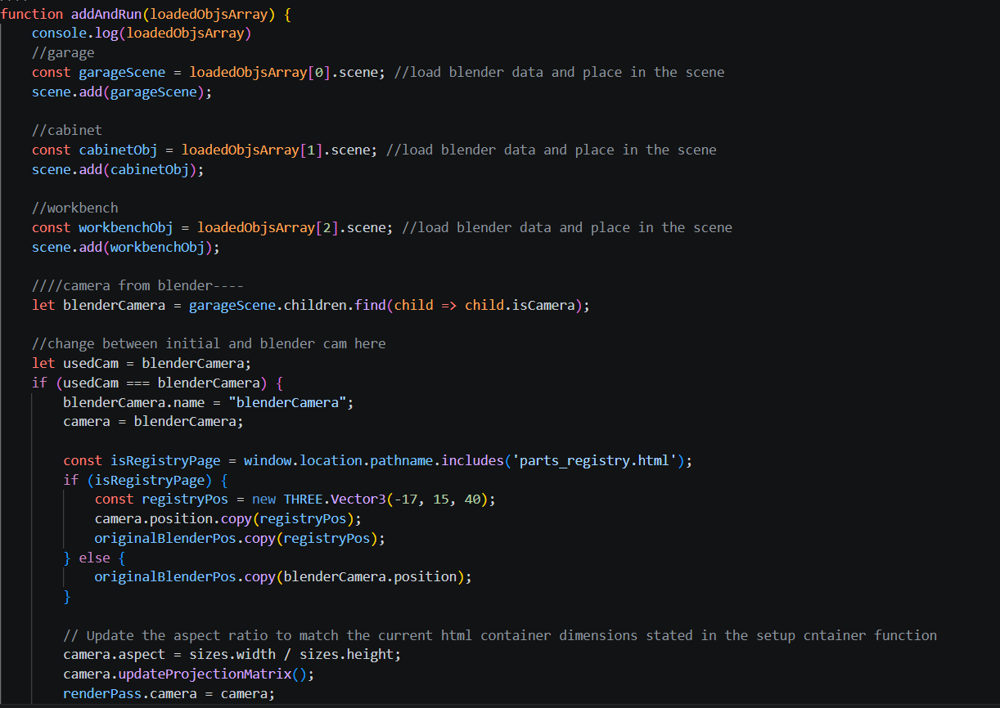 function addAndRun(loadedObjsArray) {
console.log(loadedObjsArray)
//garage
const garageScene = loadedObjsArray[0].scene; //load blender data and place in the scene
scene.add(garageScene);
//cabinet
const cabinetObj = loadedObjsArray[1].scene; //load blender data and place in the scene
scene.add(cabinetObj);
//workbench
const workbenchObj = loadedObjsArray[2].scene; //load blender data and place in the scene
scene.add(workbenchObj);
////camera from blender----
let blenderCamera = garageScene.children.find(child => child.isCamera);
//change between initial and blender cam here
let usedCam = blenderCamera;
if (usedCam === blenderCamera) {
blenderCamera.name = "blenderCamera";
camera = blenderCamera;
const isRegistryPage = window.location.pathname.includes('parts_registry.html');
if (isRegistryPage) {
const registryPos = new THREE.Vector3(-17, 15, 40);
camera.position.copy(registryPos);
originalBlenderPos.copy(registryPos);
} else {
originalBlenderPos.copy(blenderCamera.position);
}
// Update the aspect ratio to match the current html container dimensions stated in the setup cntainer function
camera.aspect = sizes.width / sizes.height;
camera.updateProjectionMatrix();
renderPass.camera = camera;